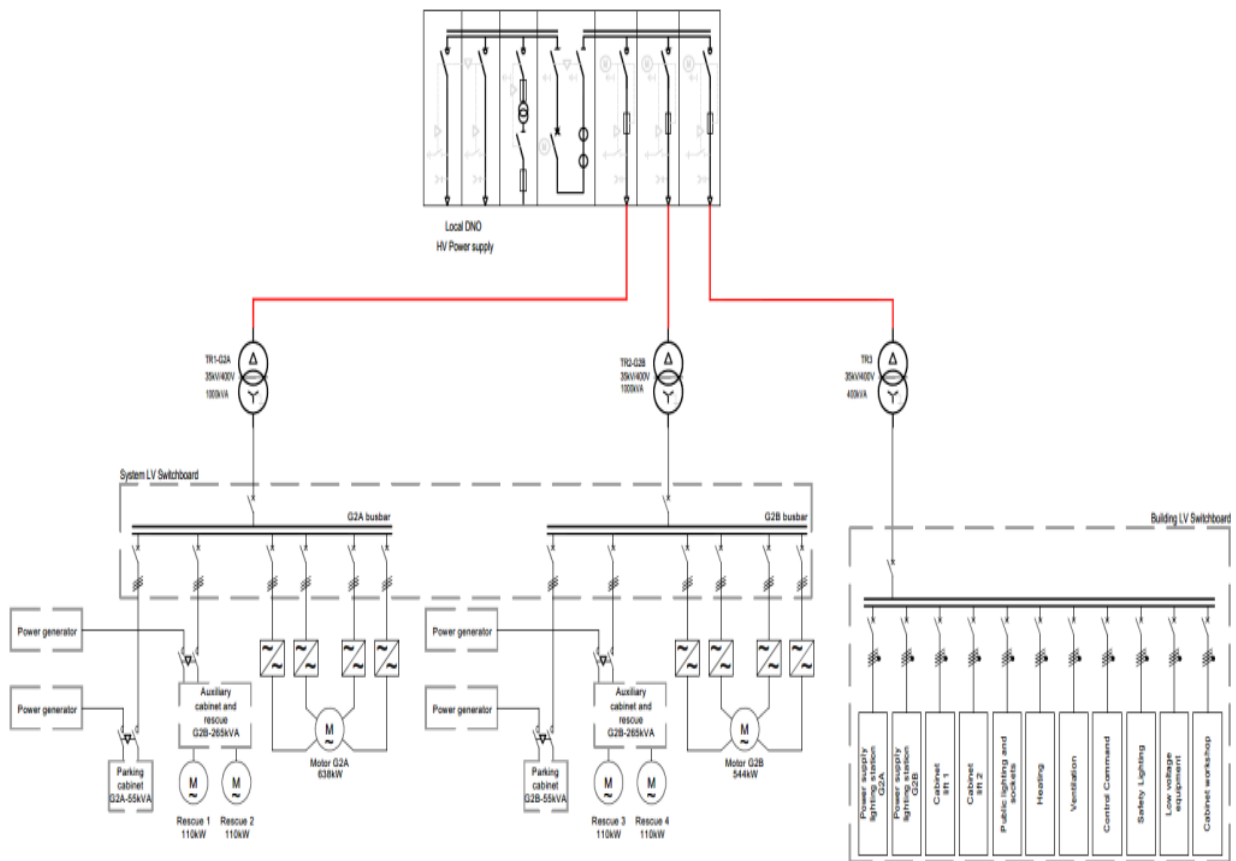 Local DNO
HV Power supply
TR1-G2A
35kV/400V
1000kVA
TR2-G2B
35kV/400V
1000kVA
TR3
35kV/400V
400kVA
System LV Switchboard
G2A busbar
G2B busbar
Building LV Switchboard
Power generator
Power generator
Auxiliary
cabinet and
rescue
G2B-265kVA
Parking
cabinet
G2A-55kVA
M
Rescue 1
110kW
M
Rescue 2
110kW
M
Motor G2A
638kW
Power generator
Power generator
Auxiliary
cabinet and
rescue
G2B-265kVA
Parking
cabinet
G2B-55kVA
M
Rescue 3
110kW
M
Rescue 4
110kW
M
Motor G2B
544kW
Power supply
lighting station
G2A
Power supply
lighting station
G2B
Cabinet
lift 1
Cabinet
lift 2
Public lighting and
sockets
Heating
Ventilation
Control Command
Safety Lighting
Low voltage
equipment
Cabinet workshop